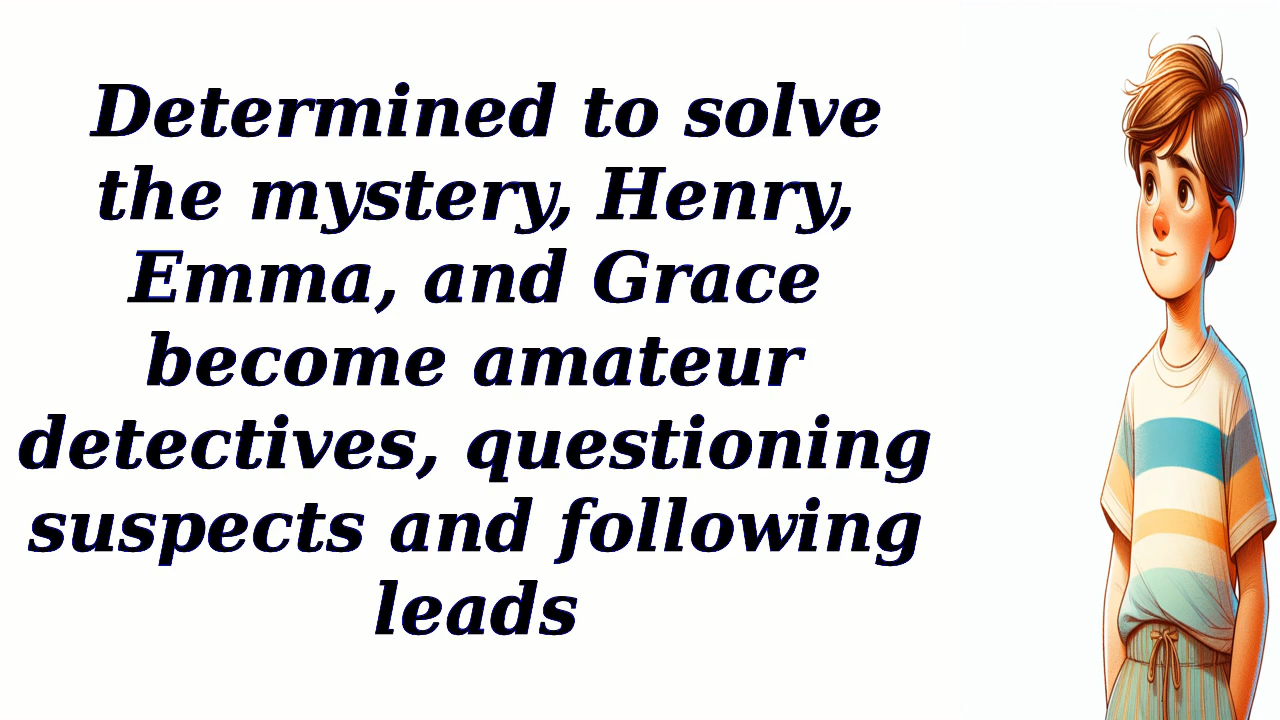 Determined to solve
the mystery, Henry,
Emma, and Grace
become amateur
detectives, questioning
suspects and following
leads